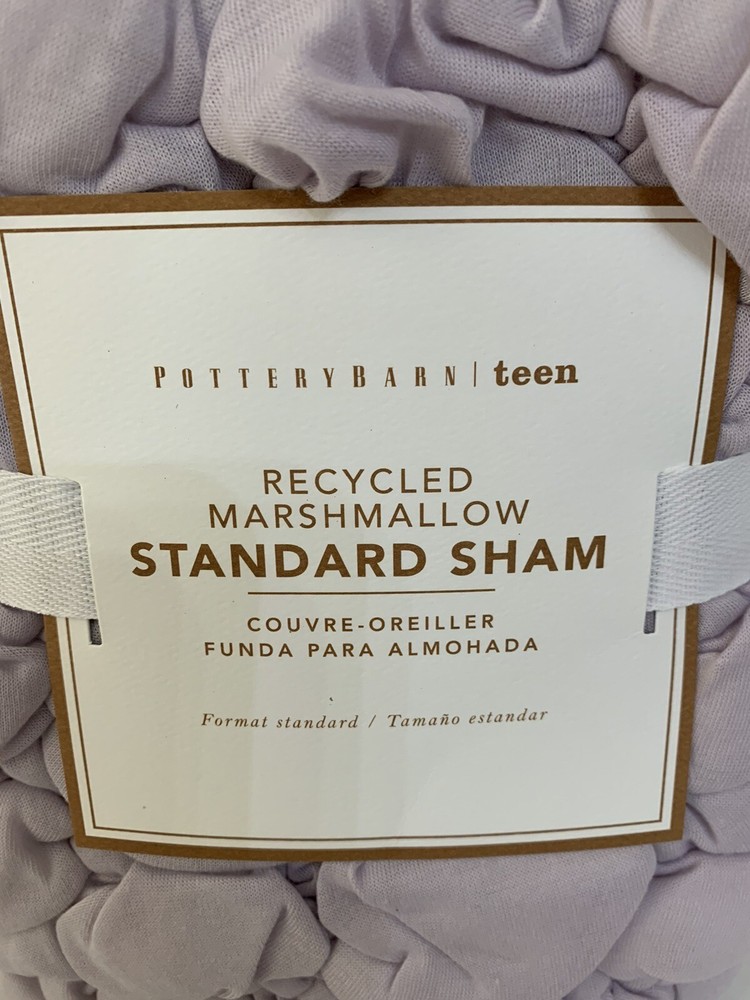 POTTERYBARN | teen
RECYCLED
MARSHMALLOW
STANDARD SHAM
COUVRE-OREILLER
FUNDA PARA ALMOHADA
Format standard / Tamaño estandar